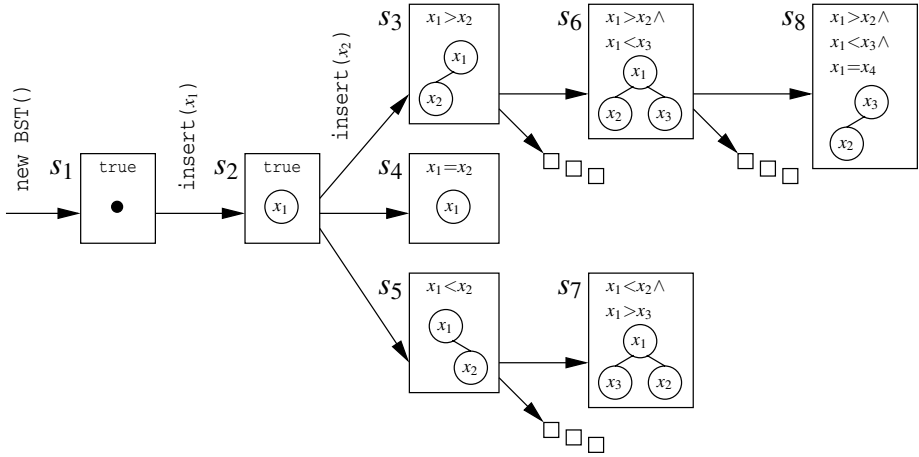 new BST()
s1
true
insert(x1)
s2
true
x1
insert(x2)
s3
x1>x2
x1
x2
s4
x1=x2
x1
s5
x1<x2
x1
x2
s6
x1>x2∧
x1<x3
x1
x2
x3
s7
x1<x2∧
x1>x3
x1
x3
x2
s8
x1>x2∧
x1<x3∧
x1=x4
x3
x2